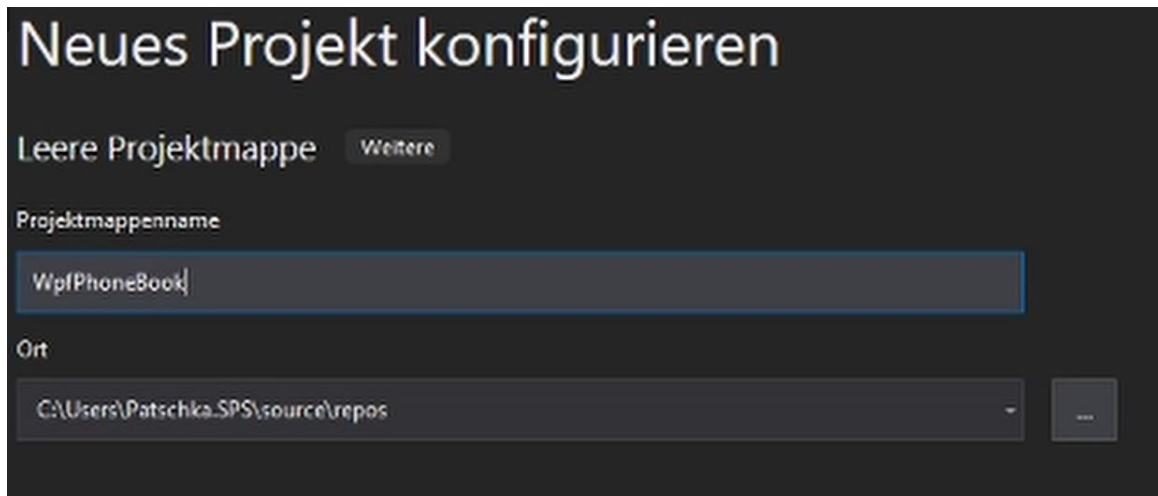 Neues Projekt konfigurieren
Leere Projektmappe Weitere
Projektmappenname
WpfPhoneBook
Ort
C:\Users\Patschka.SPS\source\repos
...